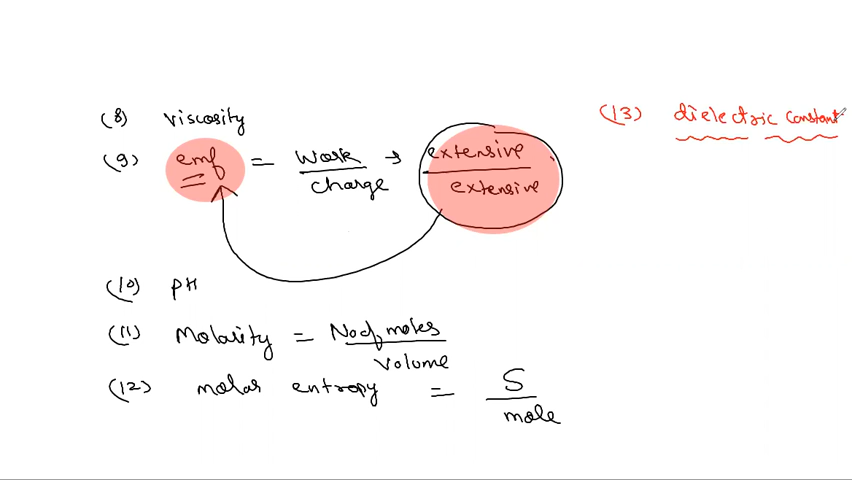 (8) Viscosity
(9) emf = Work / charge → extensive / extensive
(10) PH
(11) Molarity = No of moles / Volume
(12) molar entropy = S / mole
(13) dielectric constant